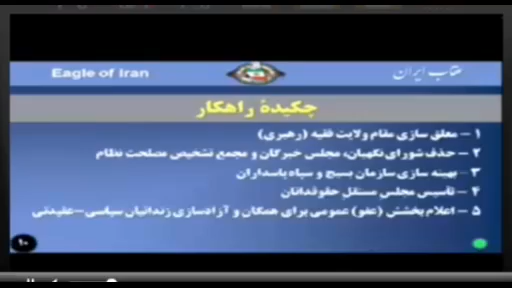 Eagle of Iran
عقاب ایران
چکیدهٔ راهکار
۱ – معلق سازی مقام ولایت فقیه (رهبری)
۲ – حذف شورای نگهبان، مجلس خبرگان و مجمع تشخیص مصلحت نظام
۳ – بهینه سازی سازمان بسیج و سپاه پاسداران
۴ – تأسیس مجلس مستقل حقوقدانان
۵ – اعلام بخشش (عفو) عمومی برای همگان و آزادسازی زندانیان سیاسی-عقیدتی
۱۰